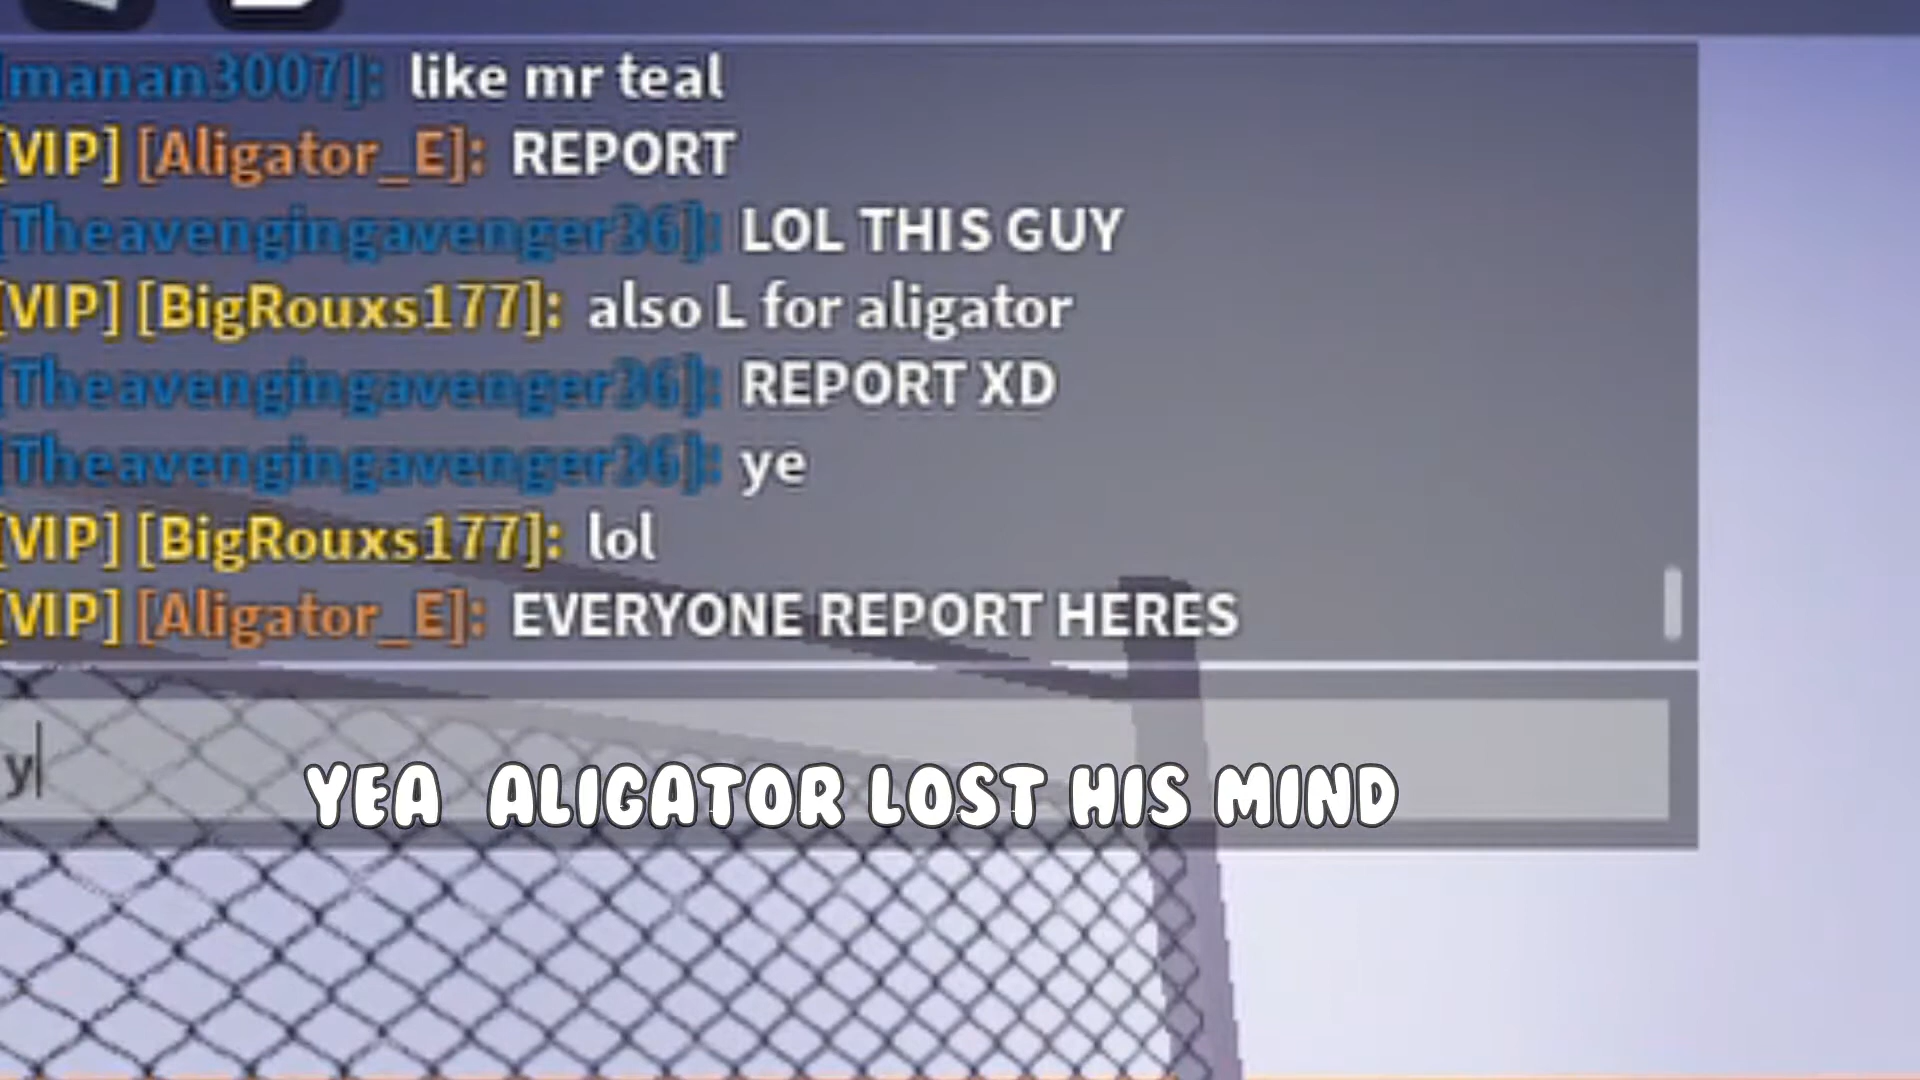 [manan3007]: like mr teal
[VIP] [Aligator_E]: REPORT
[Theavengingavenger36]: LOL THIS GUY
[VIP] [BigRouxs177]: also L for aligator
[Theavengingavenger36]: REPORT XD
[Theavengingavenger36]: ye
[VIP] [BigRouxs177]: lol
[VIP] [Aligator_E]: EVERYONE REPORT HERES
y
YEA ALIGATOR LOST HIS MIND